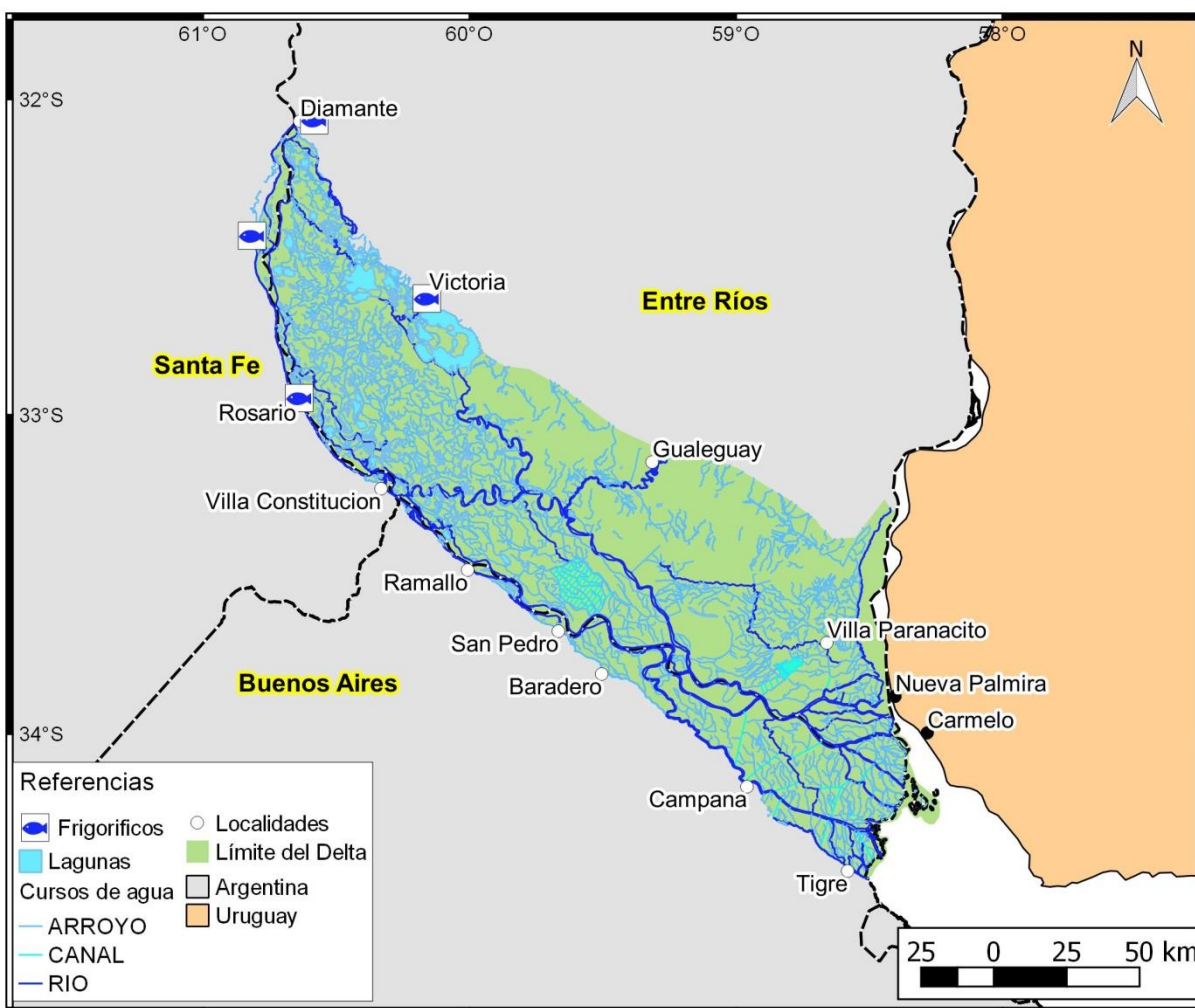 61°O
60°O
59°O
58°O
N
32°S
Diamante
Victoria
Entre Ríos
Santa Fe
Rosario
33°S
Gualeguay
Villa Constitucion
Ramallo
San Pedro
Villa Paranacito
Buenos Aires
Baradero
Nueva Palmira
Carmelo
34°S
Campana
Tigre
Referencias
Frigorificos
Lagunas
Cursos de agua
ARROYO
CANAL
RIO
Localidades
Límite del Delta
Argentina
Uruguay
25 0 25 50 km